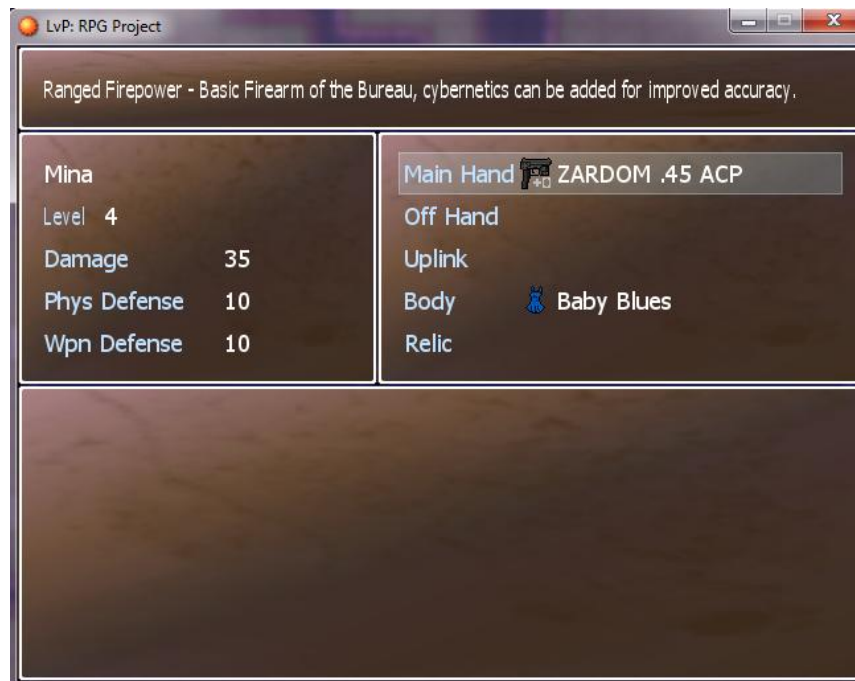 LvP: RPG Project
Ranged Firepower - Basic Firearm of the Bureau, cybernetics can be added for improved accuracy.
Mina
Level 4
Damage 35
Phys Defense 10
Wpn Defense 10
Main Hand ZARDOM .45 ACP
Off Hand
Uplink
Body Baby Blues
Relic